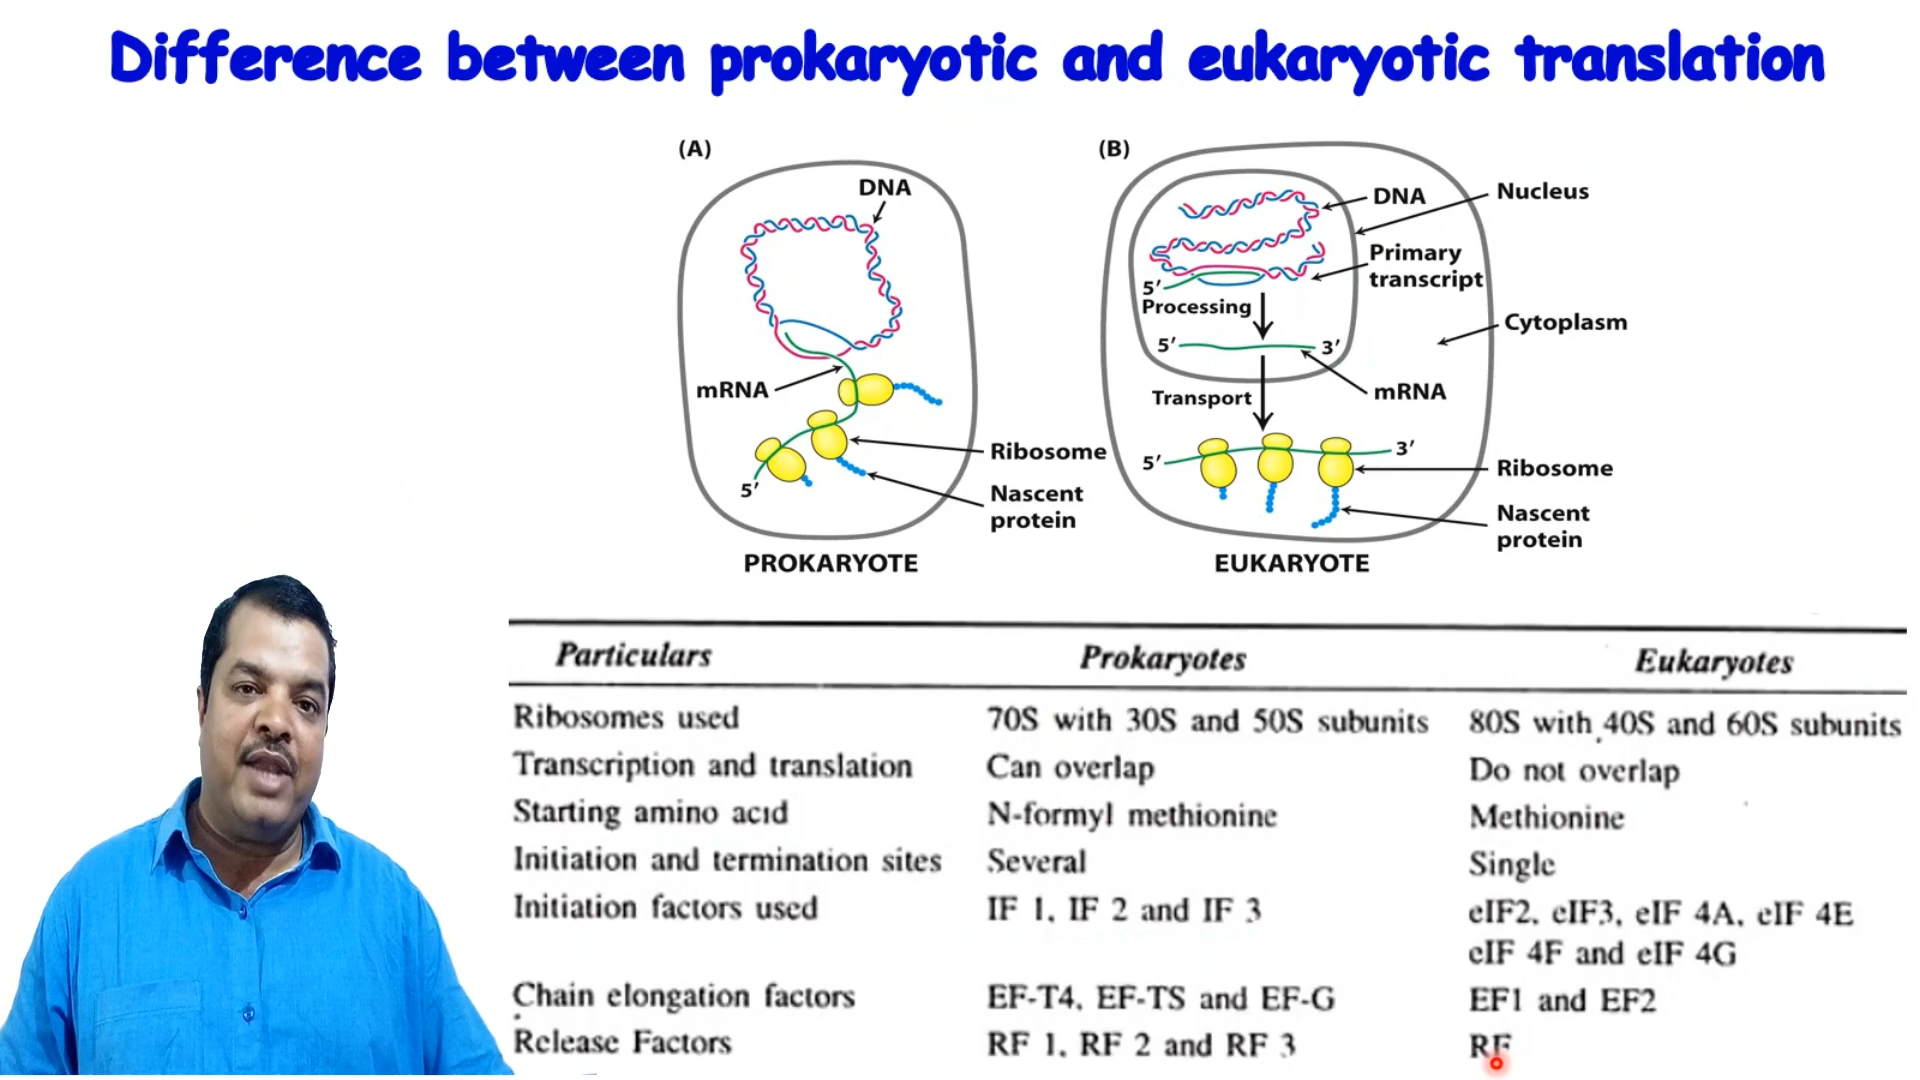 Difference between prokaryotic and eukaryotic translation
(A)
DNA
mRNA
Ribosome
Nascent
protein
5′
PROKARYOTE
(B)
DNA
Nucleus
Primary
transcript
5′
Processing
Cytoplasm
5′ 3′
mRNA
Transport
5′ 3′
Ribosome
Nascent
protein
EUKARYOTE
Particulars Prokaryotes Eukaryotes
Ribosomes used 70S with 30S and 50S subunits 80S with 40S and 60S subunits
Transcription and translation Can overlap Do not overlap
Starting amino acid N-formyl methionine Methionine
Initiation and termination sites Several Single
Initiation factors used IF 1, IF 2 and IF 3 eIF2, eIF3, eIF 4A, eIF 4E
eIF 4F and eIF 4G
Chain elongation factors EF-T4, EF-TS and EF-G EF1 and EF2
Release Factors RF 1, RF 2 and RF 3 RF